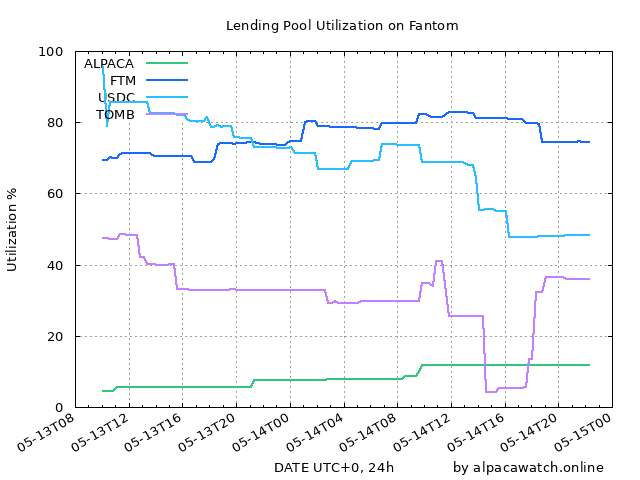 Lending Pool Utilization on Fantom
100
80
60
40
20
0
Utilization %
ALPACA
FTM
USDC
TOMB
05-13T08
05-13T12
05-13T16
05-13T20
05-14T00
05-14T04
05-14T08
05-14T12
05-14T16
05-14T20
05-15T00
DATE UTC+0, 24h
by alpacawatch.online